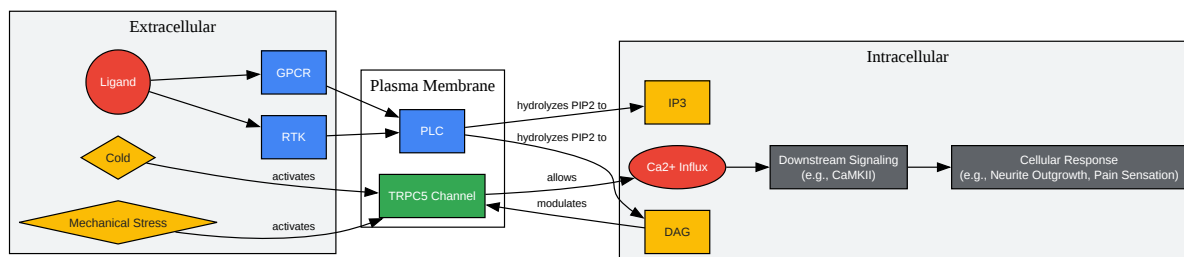 Extracellular
Ligand
GPCR
RTK
Cold
activates
Mechanical Stress
activates
Plasma Membrane
PLC
TRPC5 Channel
hydrolyzes PIP2 to
hydrolyzes PIP2 to
allows
modulates
Intracellular
IP3
Ca2+ Influx
DAG
Downstream Signaling
(e.g., CaMKII)
Cellular Response
(e.g., Neurite Outgrowth, Pain Sensation)